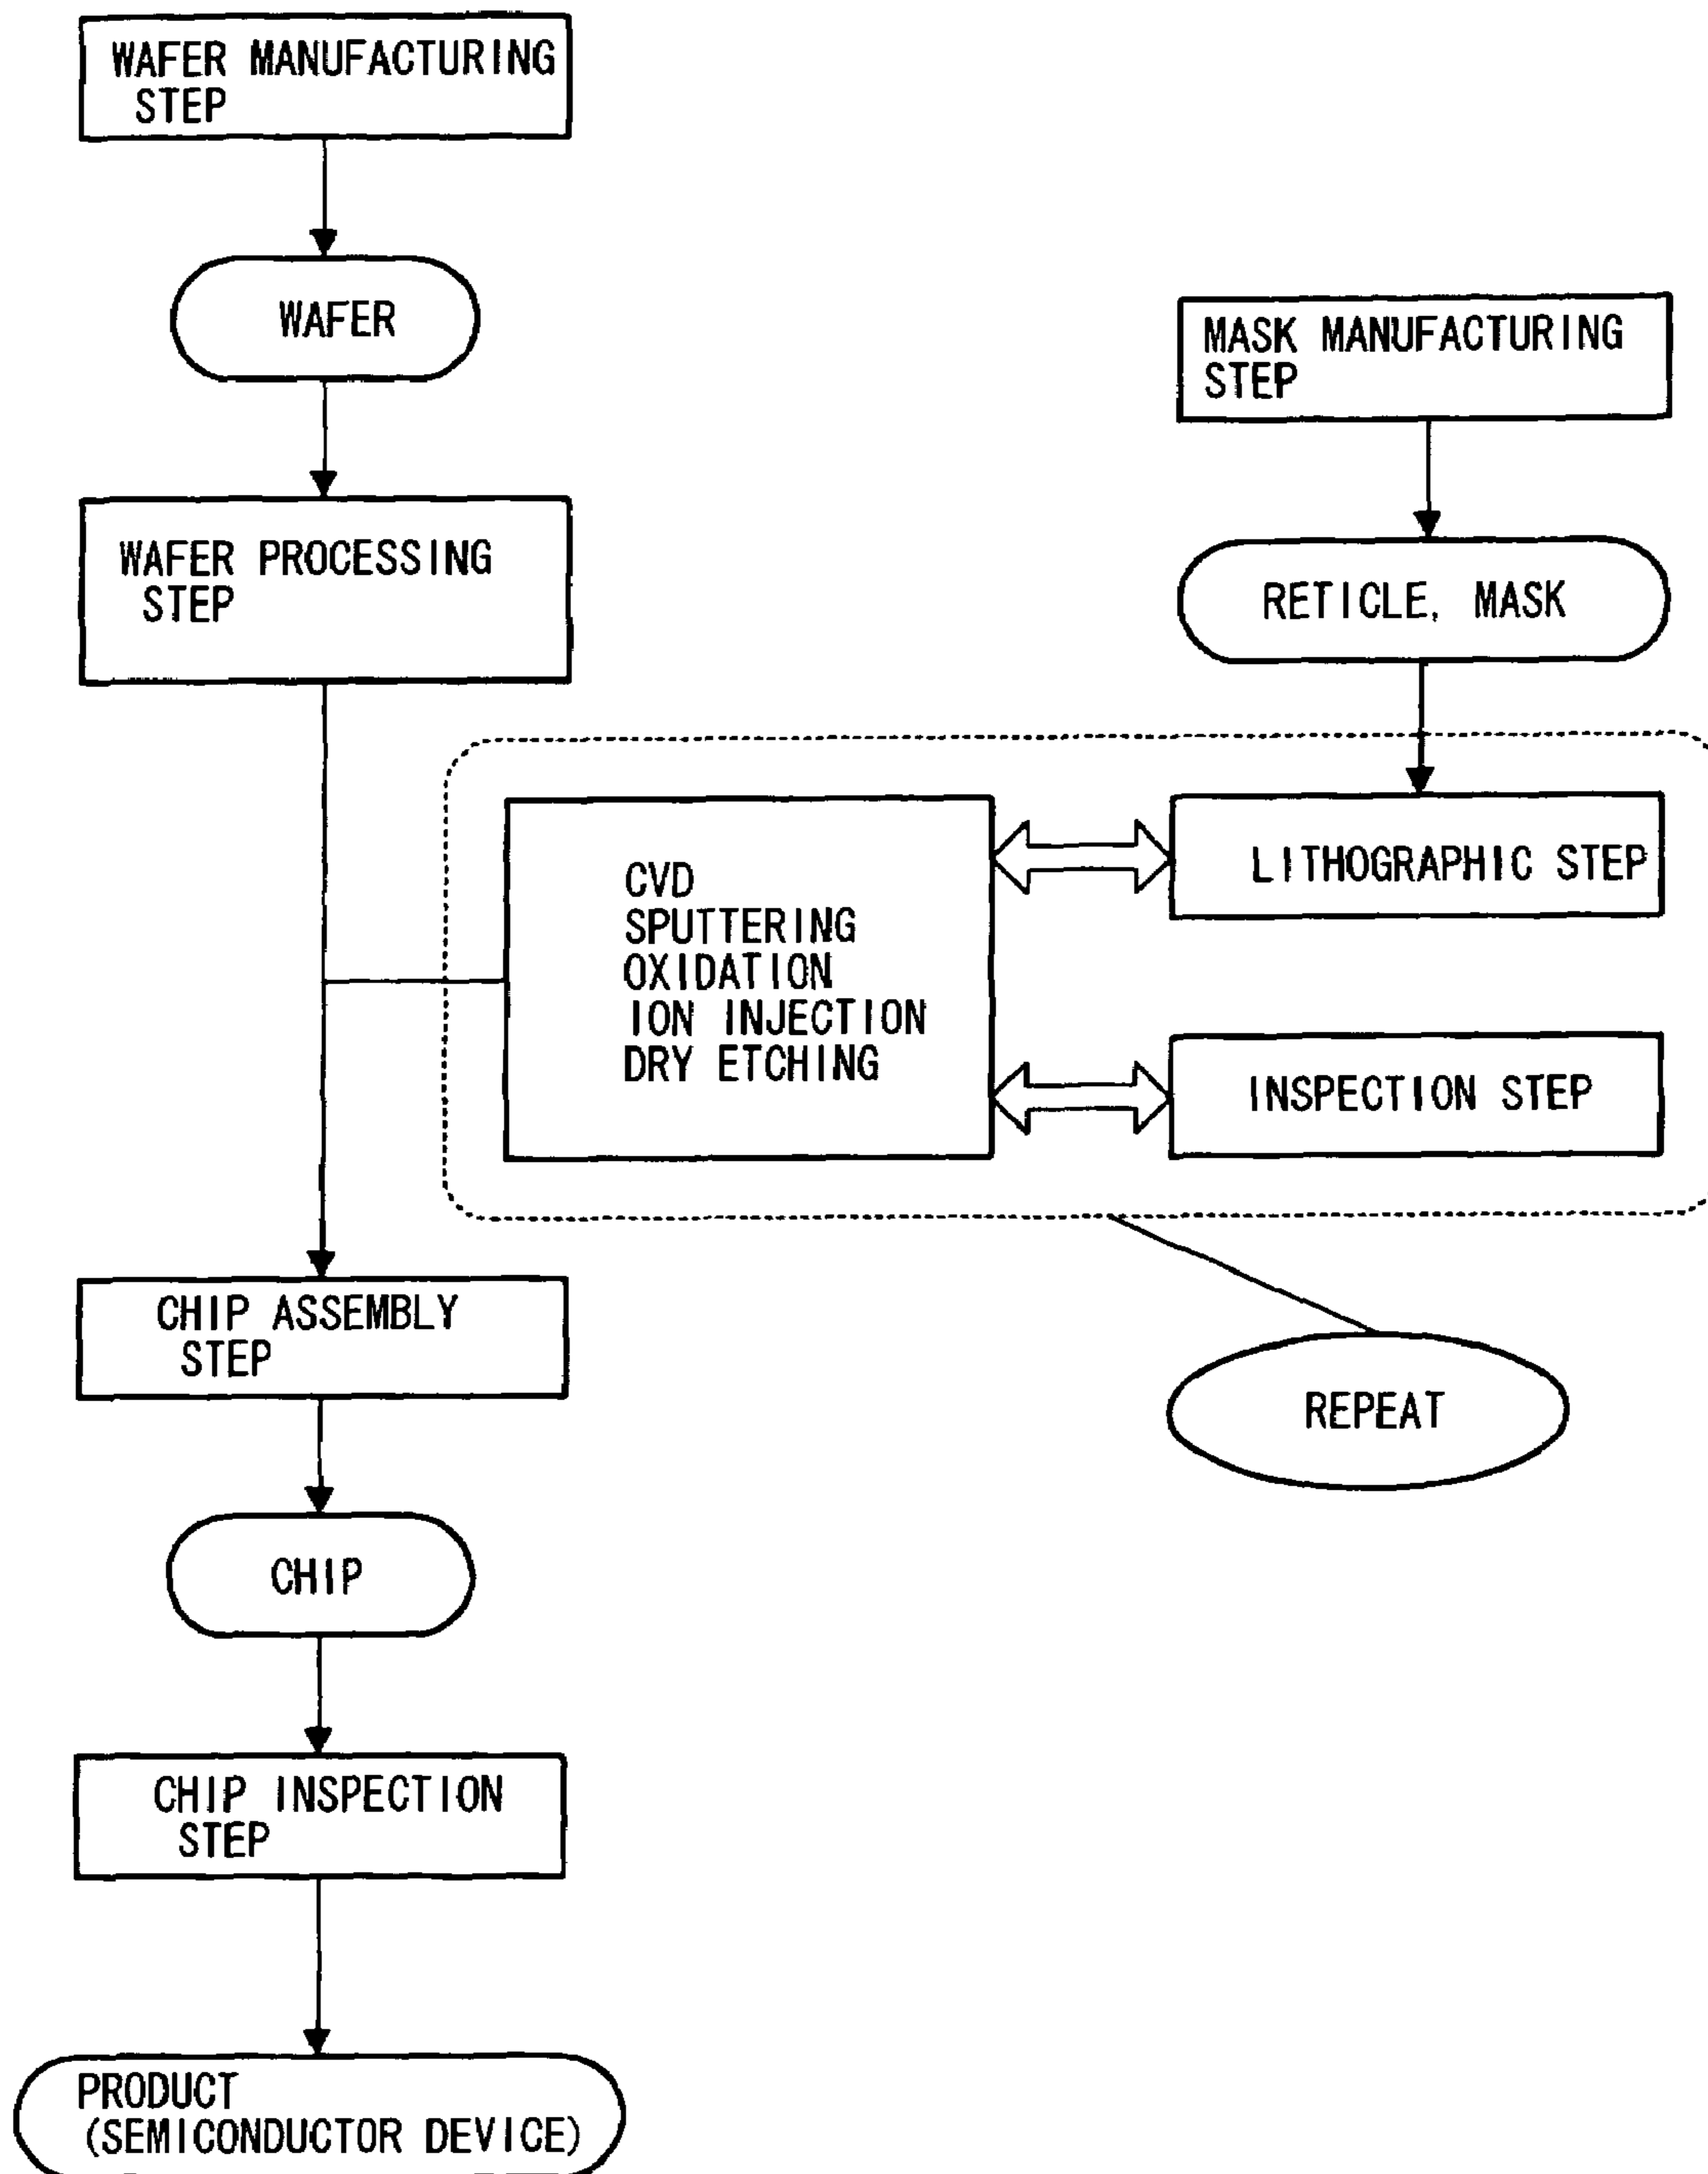 WAFER MANUFACTURING
STEP
WAFER
MASK MANUFACTURING
STEP
WAFER PROCESSING
STEP
RETICLE, MASK
CVD
SPUTTERING
OXIDATION
ION INJECTION
DRY ETCHING
LITHOGRAPHIC STEP
INSPECTION STEP
CHIP ASSEMBLY
STEP
REPEAT
CHIP
CHIP INSPECTION
STEP
PRODUCT
(SEMICONDUCTOR DEVICE)